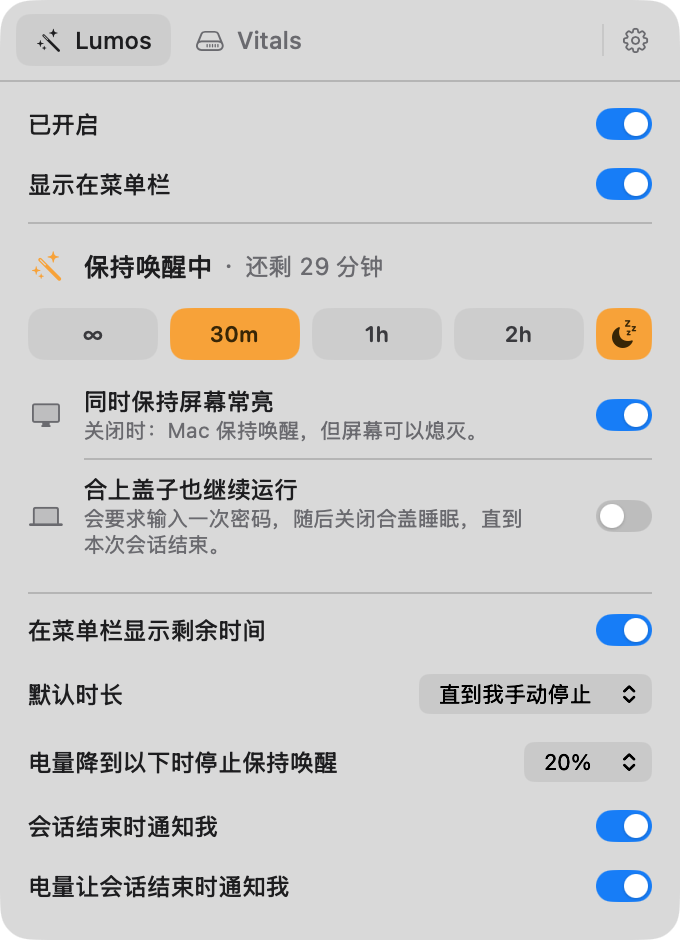 Lumos Vitals
已开启
显示在菜单栏
保持唤醒中 · 还剩 29 分钟
∞ 30m 1h 2h zzz
同时保持屏幕常亮
关闭时：Mac 保持唤醒，但屏幕可以熄灭。
合上盖子也继续运行
会要求输入一次密码，随后关闭合盖睡眠，直到
本次会话结束。
在菜单栏显示剩余时间
默认时长 直到我手动停止
电量降到以下时停止保持唤醒 20%
会话结束时通知我
电量让会话结束时通知我